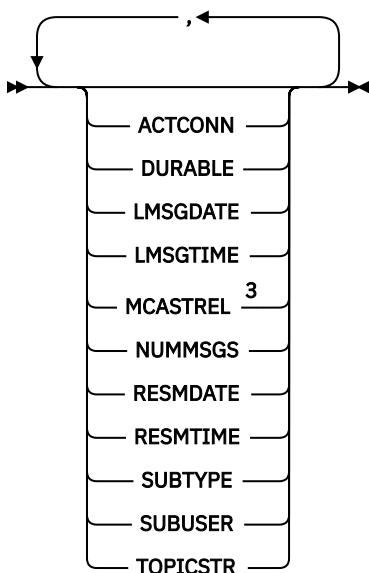 ,
ACTCONN
DURABLE
LMSGDATE
LMSGTIME
MCASTREL 3
NUMMSGS
RESMDATE
RESMTIME
SUBTYPE
SUBUSER
TOPICSTR